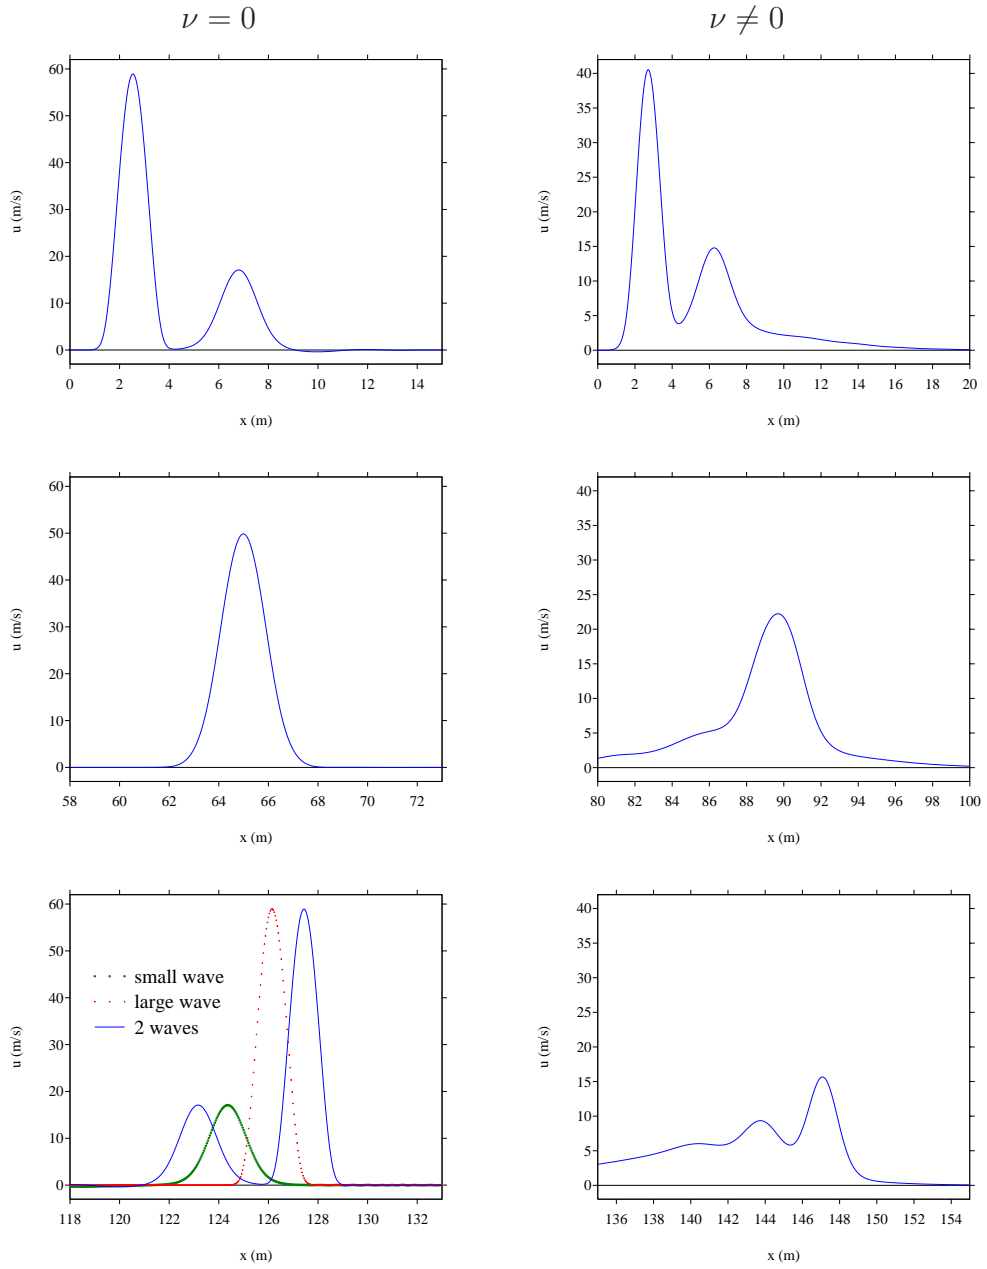 ν = 0
ν ≠ 0
60
50
40
30
20
10
0
u (m/s)
0 2 4 6 8 10 12 14
x (m)
40
35
30
25
20
15
10
5
0
u (m/s)
0 2 4 6 8 10 12 14 16 18 20
x (m)
60
50
40
30
20
10
0
u (m/s)
58 60 62 64 66 68 70 72
x (m)
40
35
30
25
20
15
10
5
0
u (m/s)
80 82 84 86 88 90 92 94 96 98 100
x (m)
60
50
40
30
20
10
0
u (m/s)
small wave
large wave
2 waves
118 120 122 124 126 128 130 132
x (m)
40
35
30
25
20
15
10
5
0
u (m/s)
136 138 140 142 144 146 148 150 152 154
x (m)